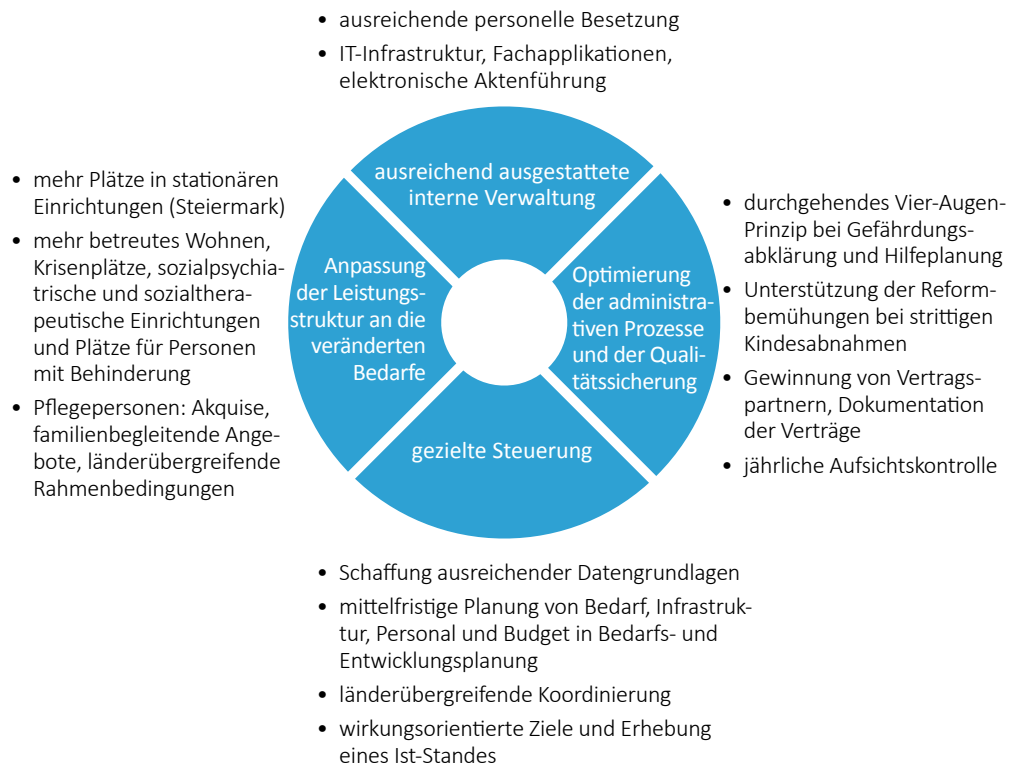 • ausreichende personelle Besetzung
• IT-Infrastruktur, Fachapplikationen,
elektronische Aktenführung
ausreichend ausgestattete
interne Verwaltung
• mehr Plätze in stationären
Einrichtungen (Steiermark)
• mehr betreutes Wohnen,
Krisenplätze, sozialpsychia-
trische und sozialthera-
peutische Einrichtungen
und Plätze für Personen
mit Behinderung
• Pflegepersonen: Akquise,
familienbegleitende Ange-
bote, länderübergreifende
Rahmenbedingungen
Anpassung
der Leistungs-
struktur an die
veränderten
Bedarfe
Optimierung
der administra-
tiven Prozesse
und der Quali-
tätssicherung
• durchgehendes Vier-Augen-
Prinzip bei Gefährdungs-
abklärung und Hilfeplanung
• Unterstützung der Reform-
bemühungen bei strittigen
Kindesabnahmen
• Gewinnung von Vertrags-
partnern, Dokumentation
der Verträge
• jährliche Aufsichtskontrolle
gezielte Steuerung
• Schaffung ausreichender Datengrundlagen
• mittelfristige Planung von Bedarf, Infrastruk-
tur, Personal und Budget in Bedarfs- und
Entwicklungsplanung
• länderübergreifende Koordinierung
• wirkungsorientierte Ziele und Erhebung
eines Ist-Standes